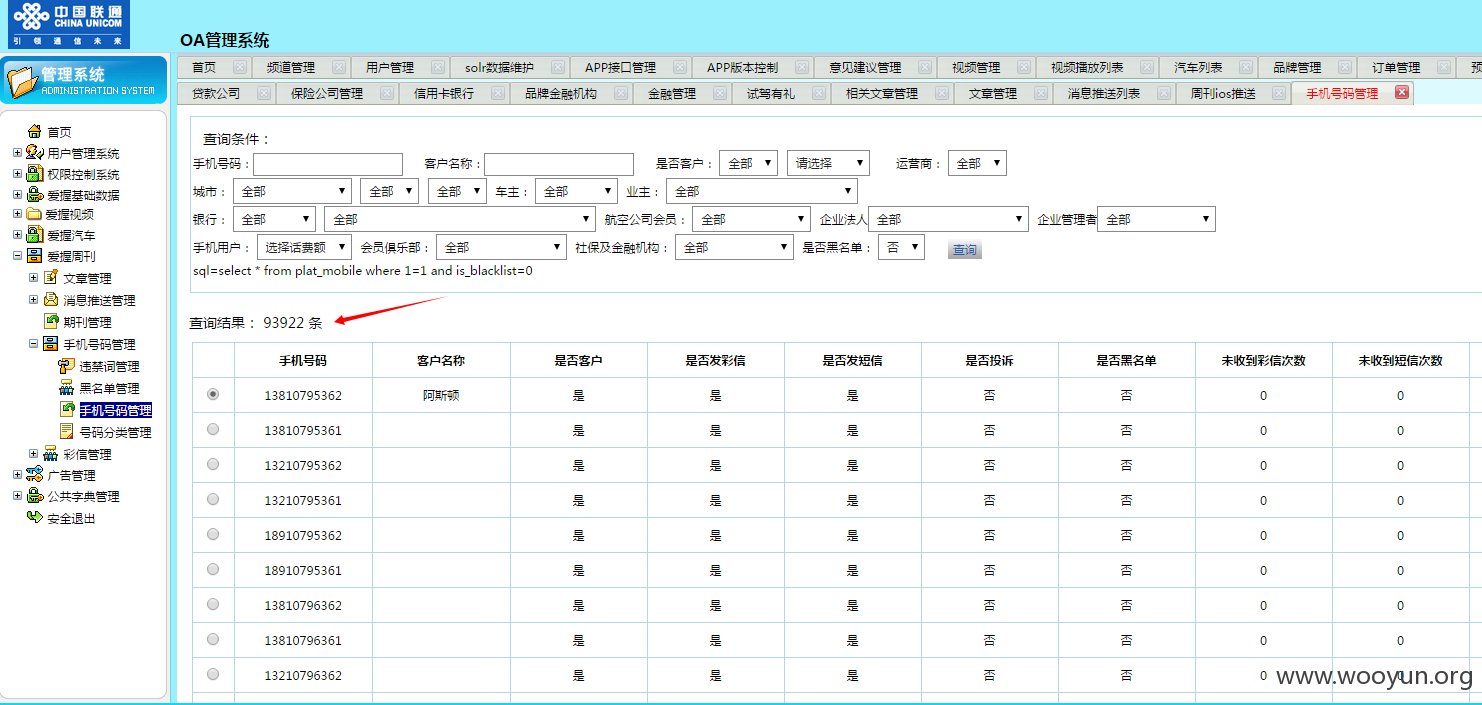 中国联通
CHINA UNICOM
引领通信未来
OA管理系统
管理系统
ADMINISTRATION SYSTEM
首页 频道管理 用户管理 solr数据维护 APP接口管理 APP版本控制 意见建议管理 视频管理 视频播放列表 汽车列表 品牌管理 订单管理 预
贷款公司 保险公司管理 信用卡银行 品牌金融机构 金融管理 试驾有礼 相关文章管理 文章管理 消息推送列表 周刊ios推送 手机号码管理
首页
用户管理系统
权限控制系统
爱握基础数据
爱握视频
爱握汽车
爱握周刊
文章管理
消息推送管理
期刊管理
手机号码管理
违禁词管理
黑名单管理
手机号码管理
号码分类管理
彩信管理
广告管理
公共字典管理
安全退出
查询条件：
手机号码： 客户名称： 是否客户： 全部 请选择 运营商： 全部
城市： 全部 全部 全部 车主： 全部 业主： 全部
银行： 全部 全部 航空公司会员： 全部 企业法人 全部 企业管理者 全部
手机用户： 选择话费额 会员俱乐部： 全部 社保及金融机构： 全部 是否黑名单： 否 查询
sql=select * from plat_mobile where 1=1 and is_blacklist=0
查询结果： 93922 条
手机号码 客户名称 是否客户 是否发彩信 是否发短信 是否投诉 是否黑名单 未收到彩信次数 未收到短信次数
13810795362 阿斯顿 是 是 是 否 否 0 0
13810795361 是 是 是 否 否 0 0
13210795362 是 是 是 否 否 0 0
13210795361 是 是 是 否 否 0 0
18910795362 是 是 是 否 否 0 0
18910795361 是 是 是 否 否 0 0
13810796362 是 是 是 否 否 0 0
13810796361 是 是 是 否 否 0 0
13210796362 是 是 是 否 否 0 0
www.wooyun.org